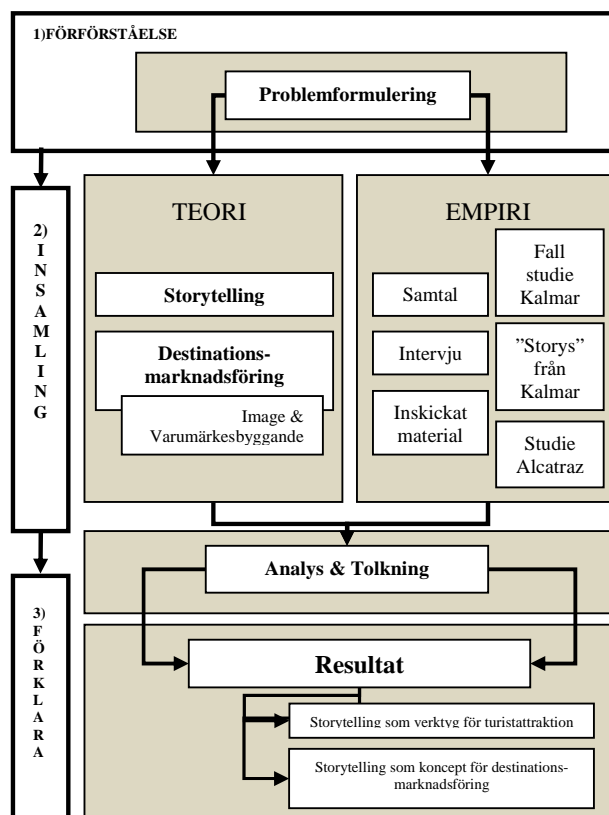 1)FÖRFÖRSTÅELSE
Problemformulering
2)
I
N
S
A
M
L
I
N
G
TEORI
Storytelling
Destinations-
marknadsföring
Image &
Varumärkesbyggande
EMPIRI
Samtal
Intervju
Inskickat
material
Fall
studie
Kalmar
”Storys”
från
Kalmar
Studie
Alcatraz
3)
F
Ö
R
K
L
A
R
A
Analys & Tolkning
Resultat
Storytelling som verktyg för turistattraktion
Storytelling som koncept för destinations-
marknadsföring